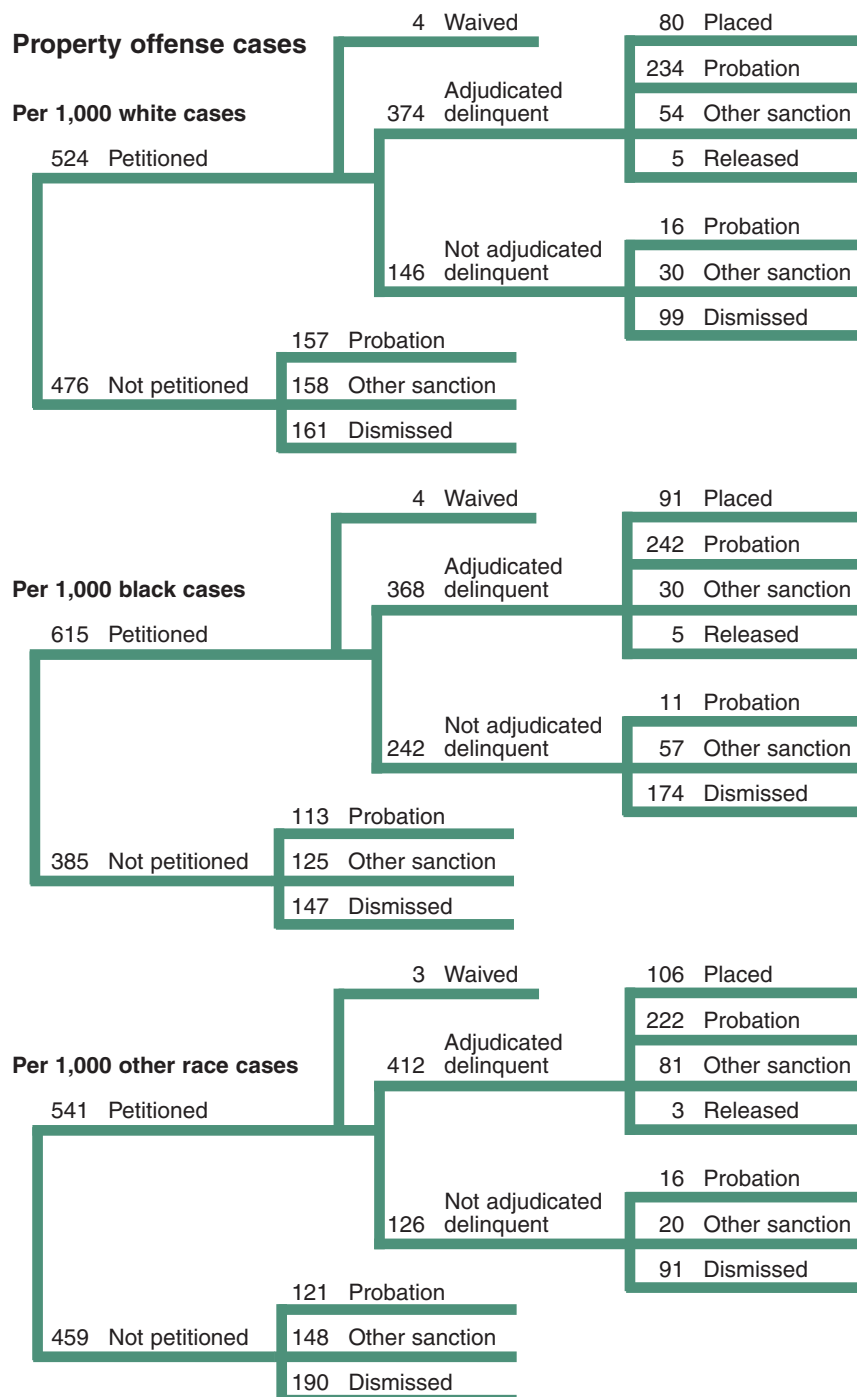 Property offense cases
4 Waived
80 Placed
234 Probation
Per 1,000 white cases
374 Adjudicated
delinquent
54 Other sanction
524 Petitioned
5 Released
16 Probation
146 Not adjudicated
delinquent
30 Other sanction
99 Dismissed
157 Probation
476 Not petitioned
158 Other sanction
161 Dismissed
4 Waived
91 Placed
242 Probation
Per 1,000 black cases
368 Adjudicated
delinquent
30 Other sanction
615 Petitioned
5 Released
11 Probation
242 Not adjudicated
delinquent
57 Other sanction
174 Dismissed
113 Probation
385 Not petitioned
125 Other sanction
147 Dismissed
3 Waived
106 Placed
222 Probation
Per 1,000 other race cases
412 Adjudicated
delinquent
81 Other sanction
541 Petitioned
3 Released
16 Probation
126 Not adjudicated
delinquent
20 Other sanction
91 Dismissed
121 Probation
459 Not petitioned
148 Other sanction
190 Dismissed